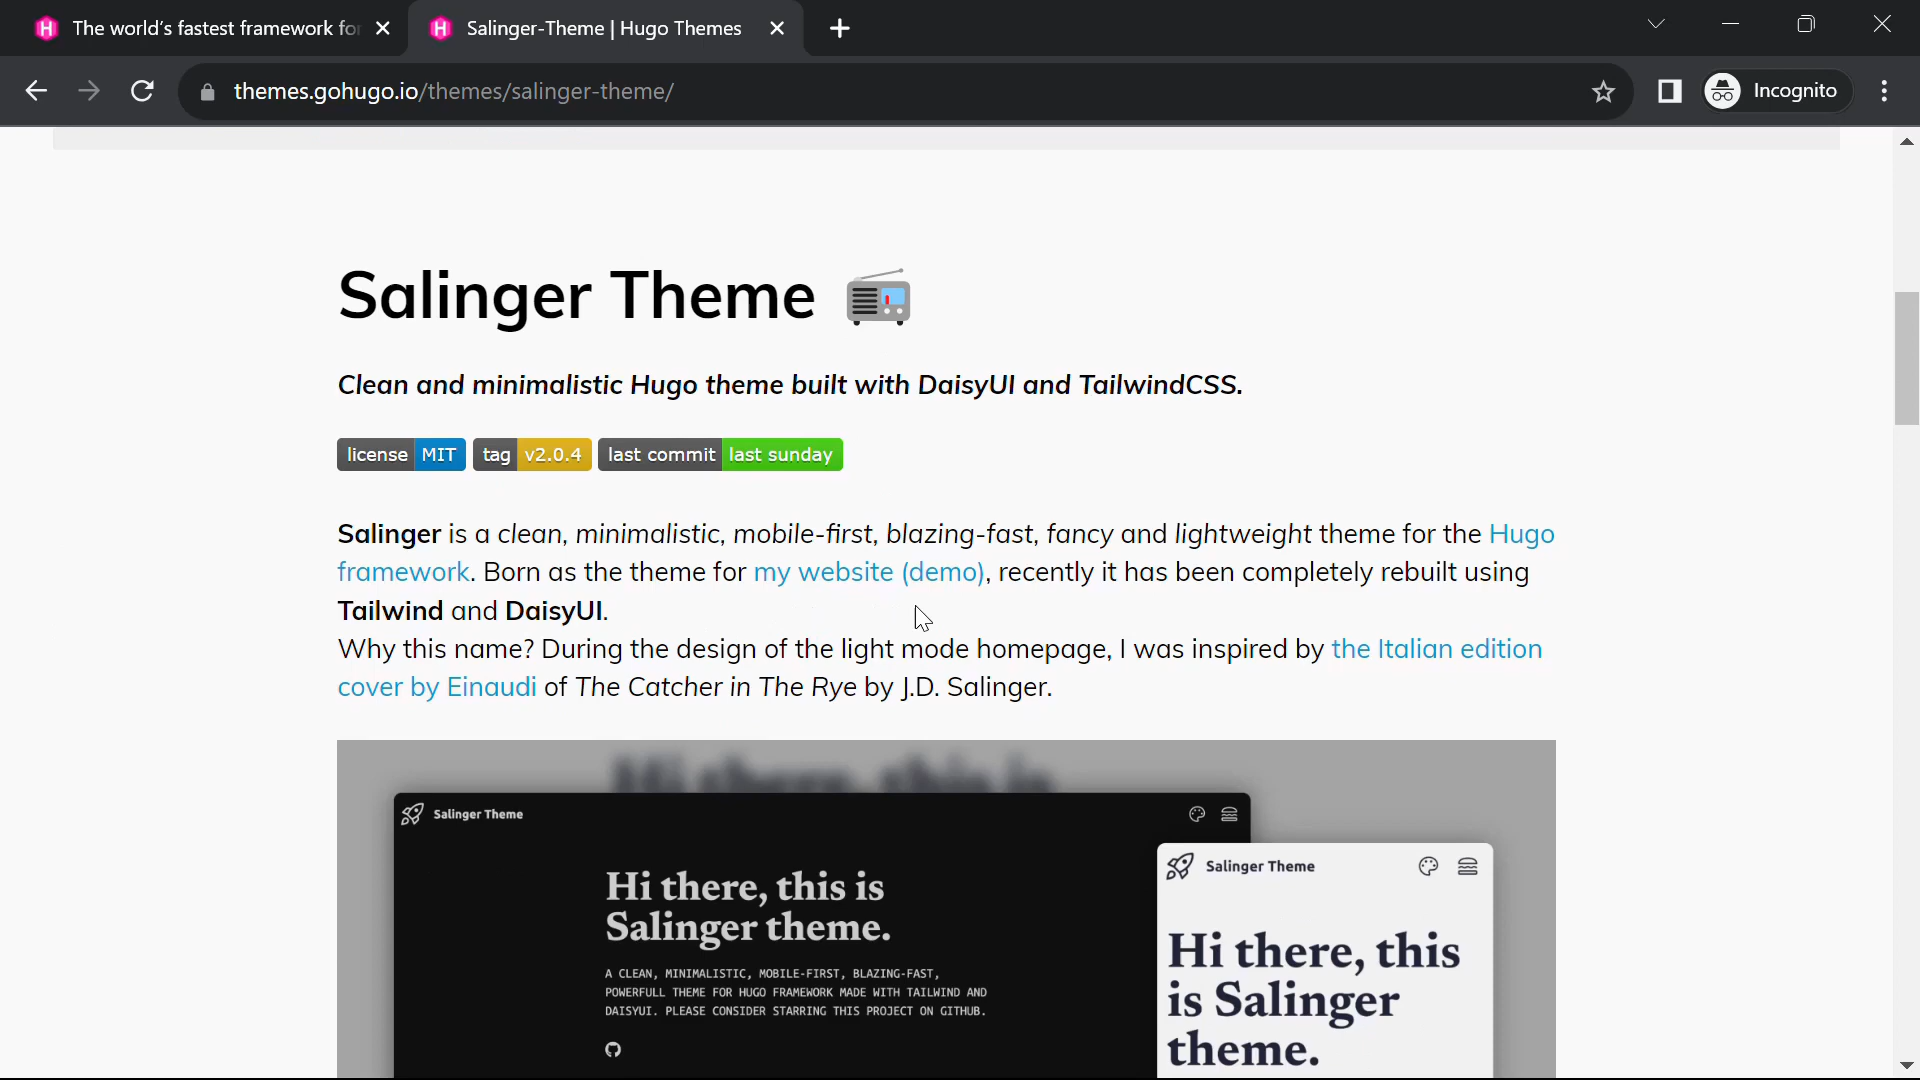 The world's fastest framework fo
Salinger-Theme | Hugo Themes
themes.gohugo.io/themes/salinger-theme/
Incognito
Salinger Theme
Clean and minimalistic Hugo theme built with DaisyUI and TailwindCSS.
license MIT tag v2.0.4 last commit last sunday
Salinger is a clean, minimalistic, mobile-first, blazing-fast, fancy and lightweight theme for the Hugo
framework. Born as the theme for my website (demo), recently it has been completely rebuilt using
Tailwind and DaisyUI.
Why this name? During the design of the light mode homepage, I was inspired by the Italian edition
cover by Einaudi of The Catcher in The Rye by J.D. Salinger.
Hi there, this is
Salinger Theme
Hi there, this is
Salinger theme.
A CLEAN, MINIMALISTIC, MOBILE-FIRST, BLAZING-FAST,
POWERFULL THEME FOR HUGO FRAMEWORK MADE WITH TAILWIND AND
DAISYUI. PLEASE CONSIDER STARRING THIS PROJECT ON GITHUB.
Salinger Theme
Hi there, this
is Salinger
theme.